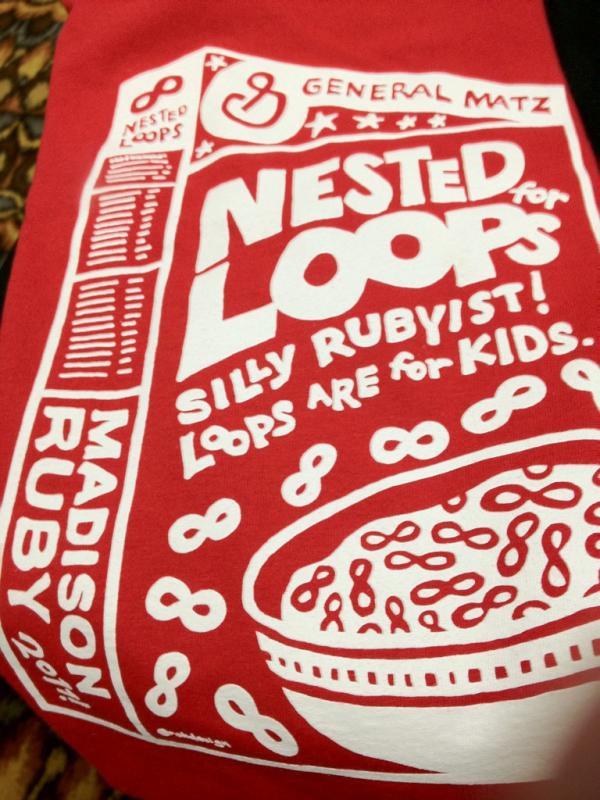 GENERAL MATZ
NESTED for
LOOPS
SILLY RUBYIST!
LOOPS ARE for KIDS.
NESTED
LOOPS
MADISON
RUBY 2014!